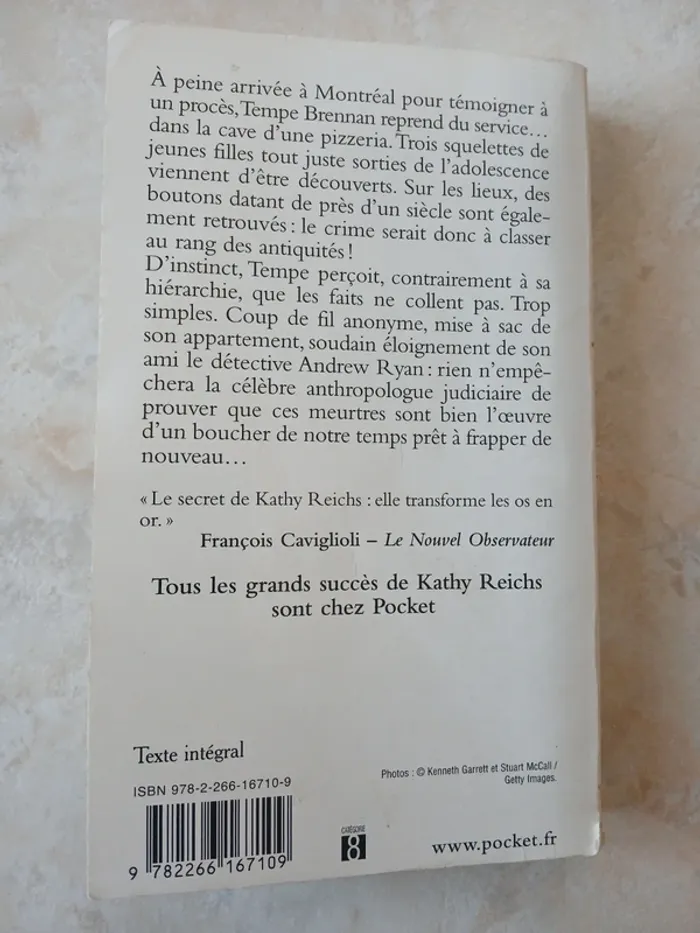 À peine arrivée à Montréal pour témoigner à
un procès, Tempe Brennan reprend du service...
dans la cave d'une pizzeria. Trois squelettes de
jeunes filles tout juste sorties de l'adolescence
viennent d'être découverts. Sur les lieux, des
boutons datant de près d'un siècle sont égale-
ment retrouvés : le crime serait donc à classer
au rang des antiquités !
D'instinct, Tempe perçoit, contrairement à sa
hiérarchie, que les faits ne collent pas. Trop
simples. Coup de fil anonyme, mise à sac de
son appartement, soudain éloignement de son
ami le détective Andrew Ryan : rien n'empê-
chera la célèbre anthropologue judiciaire de
prouver que ces meurtres sont bien l'œuvre
d'un boucher de notre temps prêt à frapper de
nouveau...
« Le secret de Kathy Reichs : elle transforme les os en
or. »
François Caviglioli – Le Nouvel Observateur
Tous les grands succès de Kathy Reichs
sont chez Pocket
Texte intégral
Photos : © Kenneth Garrett et Stuart McCall /
Getty Images.
ISBN 978-2-266-16710-9
9 782266 167109
CATÉGORIE
8
www.pocket.fr